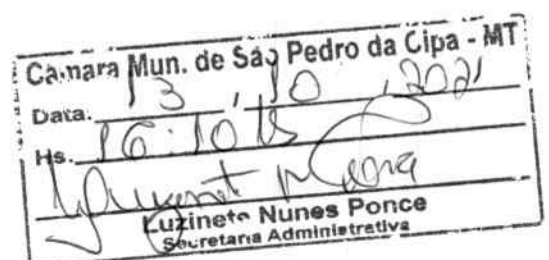 Câmara Mun. de São Pedro da Cipa - MT
Data. 13 / 10 / 2021
Hs. 16:10 hs
Luzinete Nunes Ponce
Secretaria Administrativa